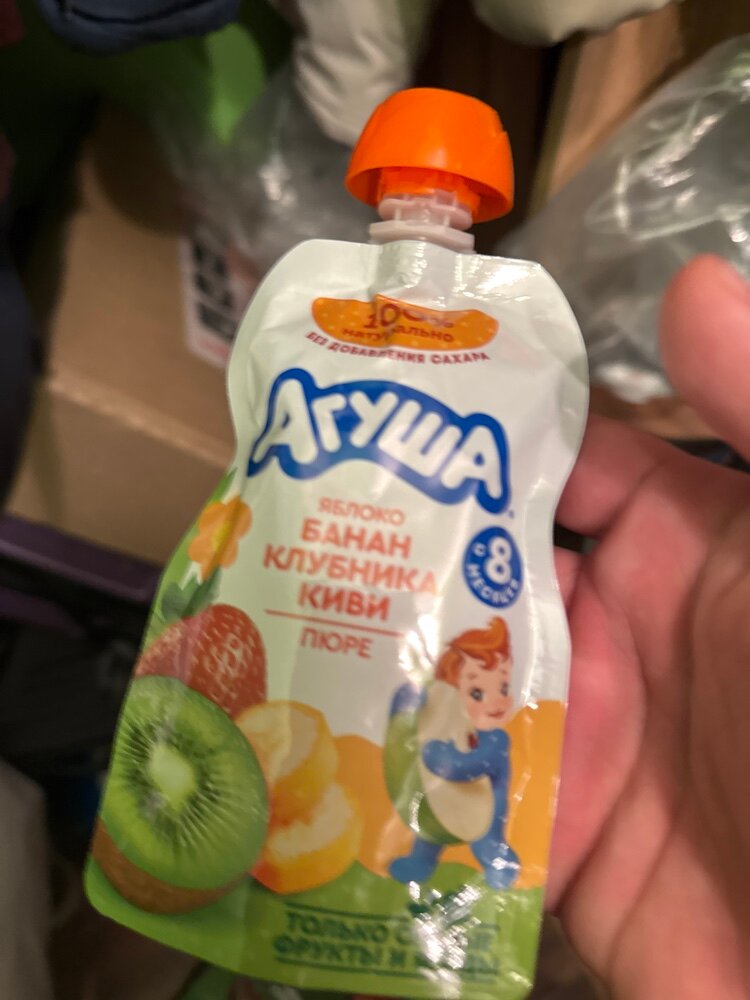 100%
НАТУРАЛЬНО
БЕЗ ДОБАВЛЕНИЯ САХАРА
АГУША
ЯБЛОКО
БАНАН
КЛУБНИКА
КИВИ
ПЮРЕ
8
С МЕСЯЦЕВ
ТОЛЬКО
ФРУКТЫ И